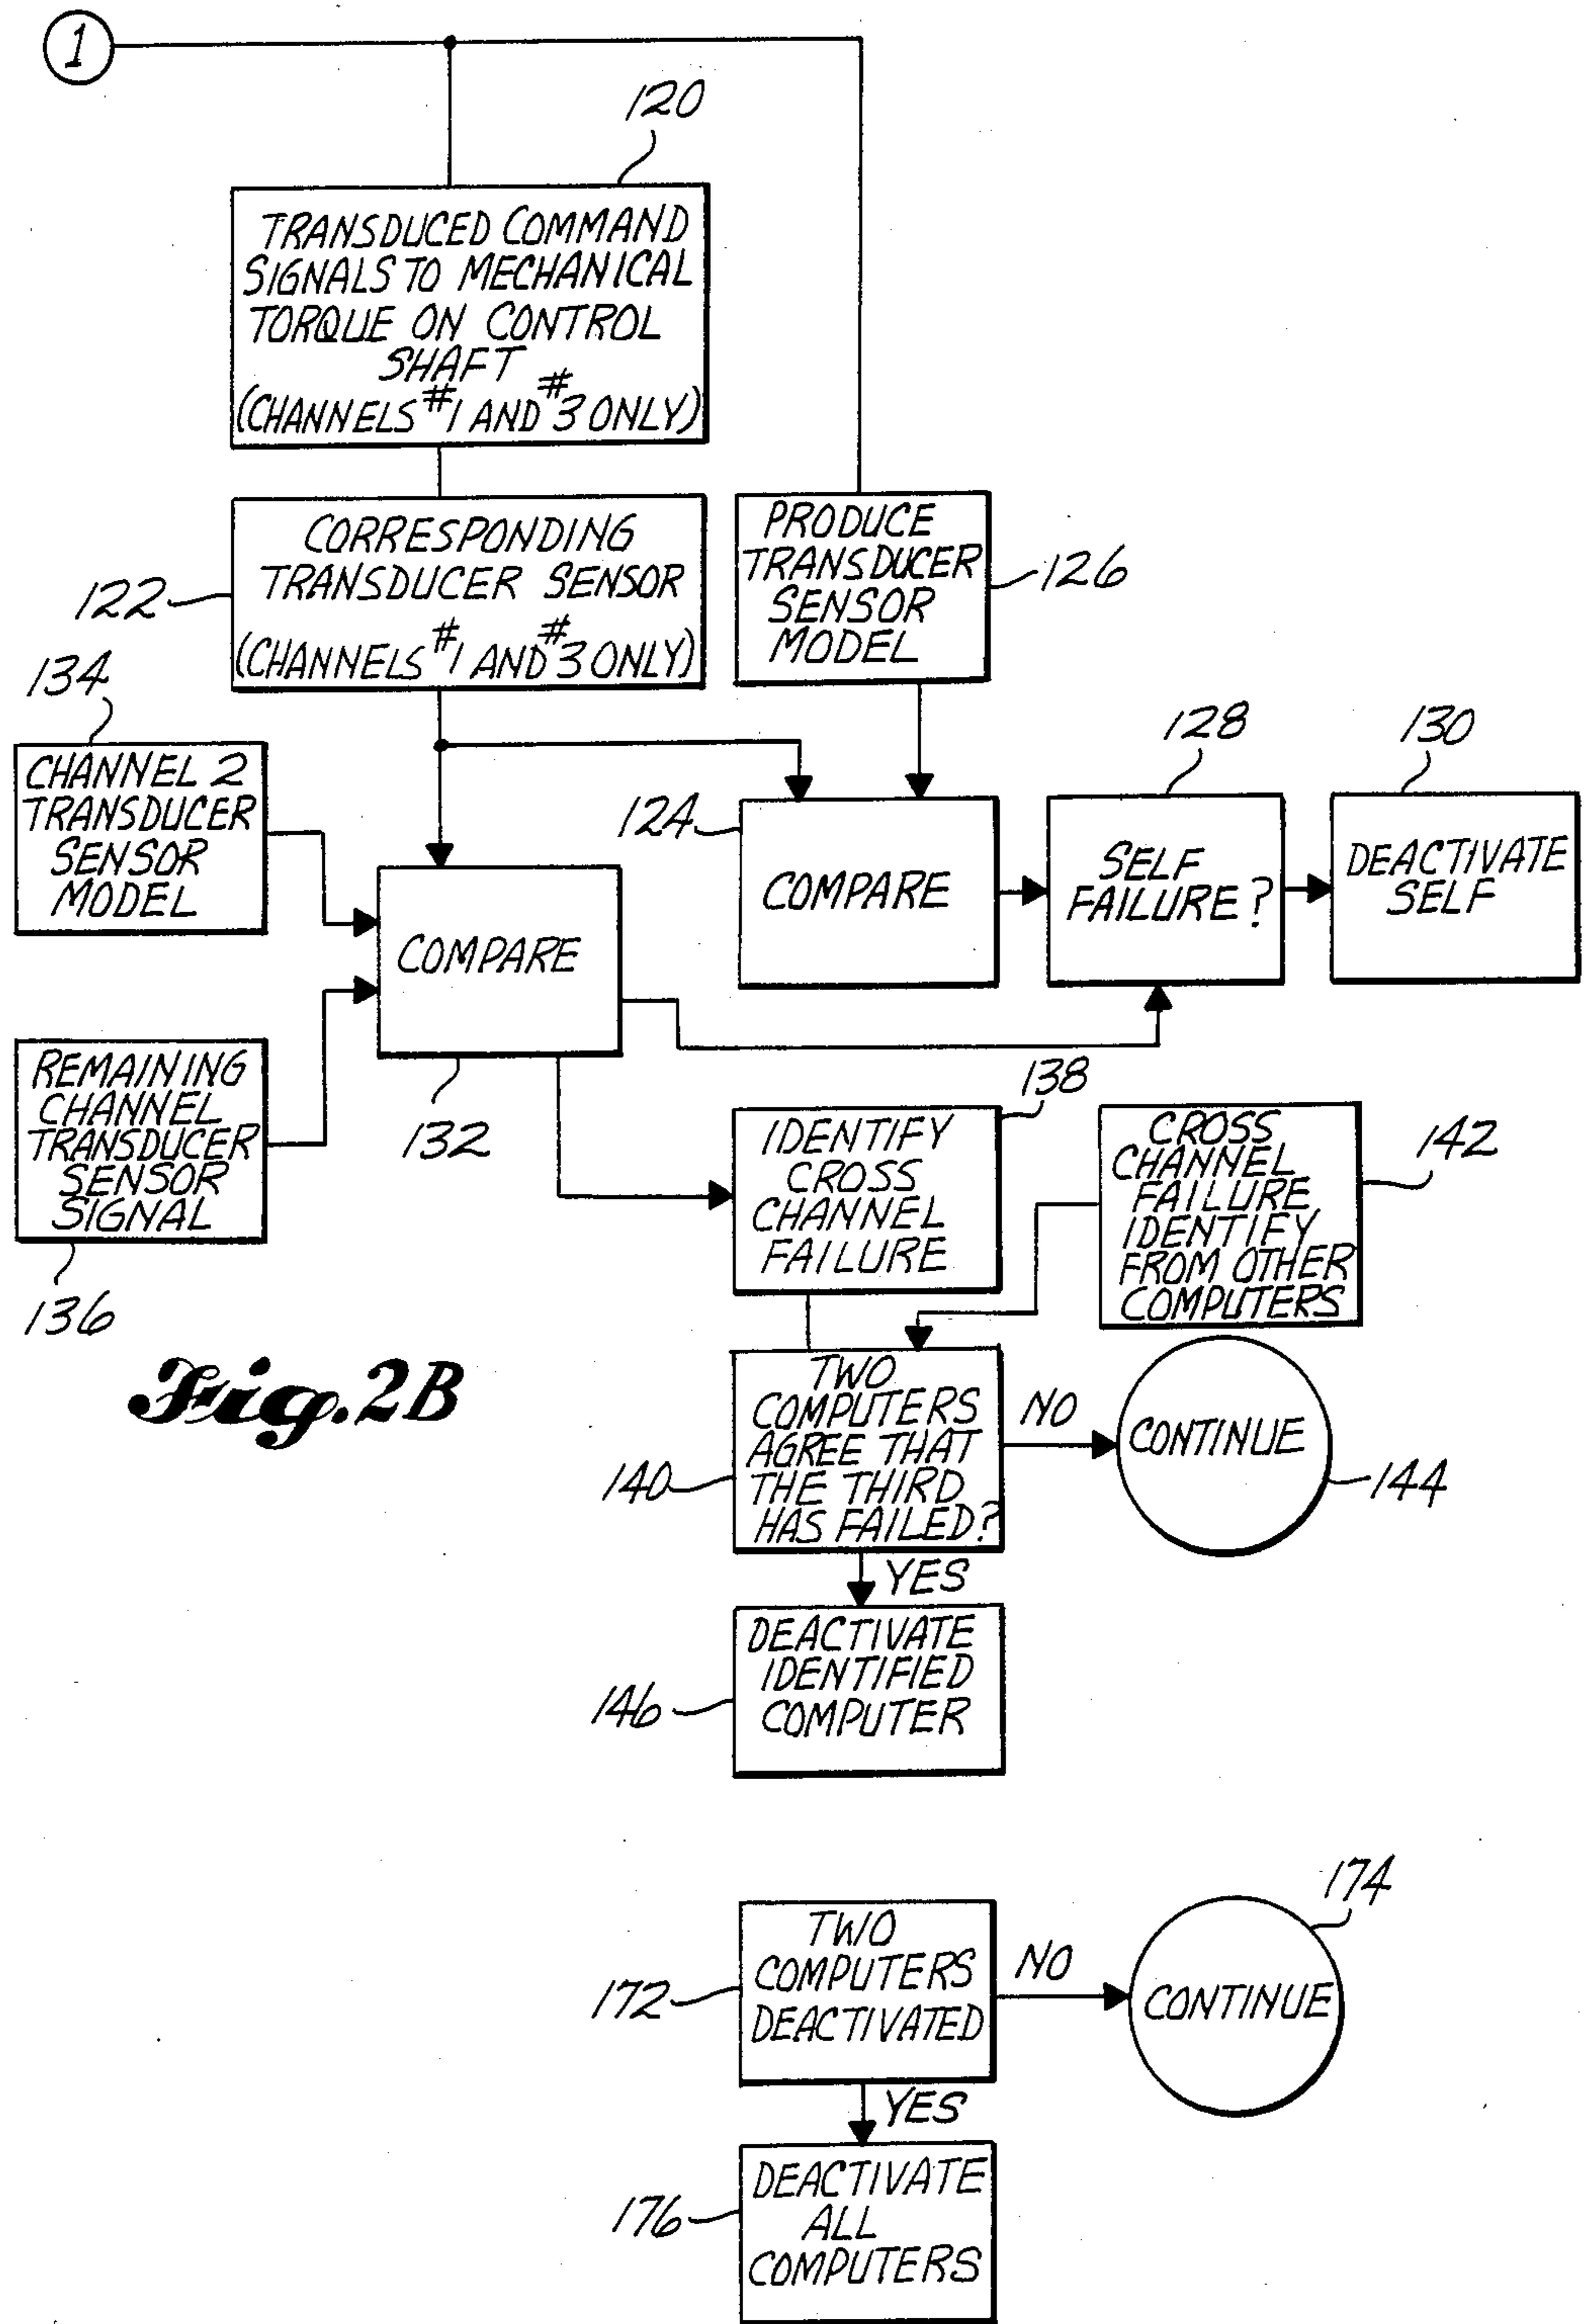 1
120
TRANSDUCED COMMAND
SIGNALS TO MECHANICAL
TORQUE ON CONTROL
SHAFT
(CHANNELS #1 AND #3 ONLY)
CORRESPONDING
TRANSDUCER SENSOR
(CHANNELS #1 AND #3 ONLY)
122
PRODUCE
TRANSDUCER
SENSOR
MODEL
126
134
CHANNEL 2
TRANSDUCER
SENSOR
MODEL
124
COMPARE
128
SELF
FAILURE?
130
DEACTIVATE
SELF
COMPARE
132
REMAINING
CHANNEL
TRANSDUCER
SENSOR
SIGNAL
136
138
IDENTIFY
CROSS
CHANNEL
FAILURE
CROSS
CHANNEL
FAILURE
IDENTIFY
FROM OTHER
COMPUTERS
142
Fig. 2B
TWO
COMPUTERS
AGREE THAT
THE THIRD
HAS FAILED?
140
NO
CONTINUE
144
YES
DEACTIVATE
IDENTIFIED
COMPUTER
146
TWO
COMPUTERS
DEACTIVATED
172
NO
CONTINUE
174
YES
DEACTIVATE
ALL
COMPUTERS
176